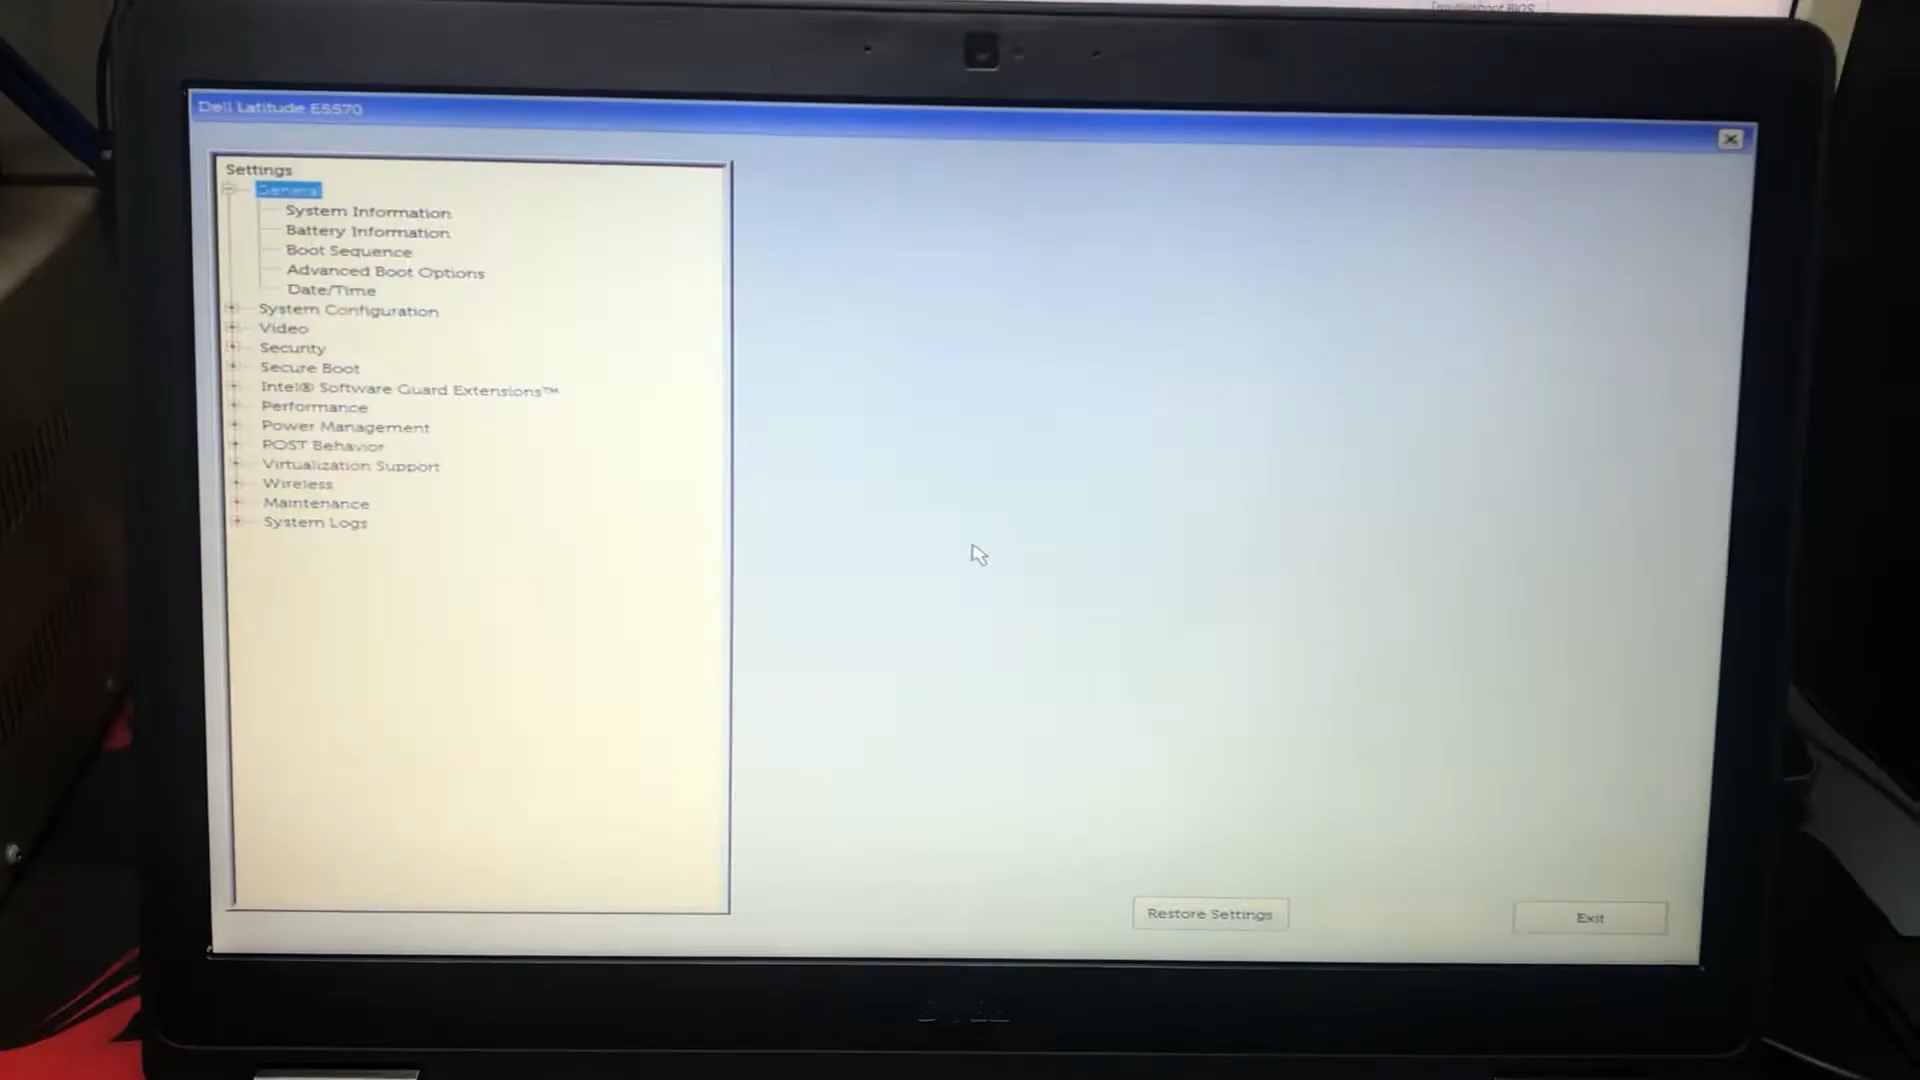 Dell Latitude E5570
Settings
General
System Information
Battery Information
Boot Sequence
Advanced Boot Options
Date/Time
System Configuration
Video
Security
Secure Boot
Intel® Software Guard Extensions™
Performance
Power Management
POST Behavior
Virtualization Support
Wireless
Maintenance
System Logs
Restore Settings
Exit
DELL